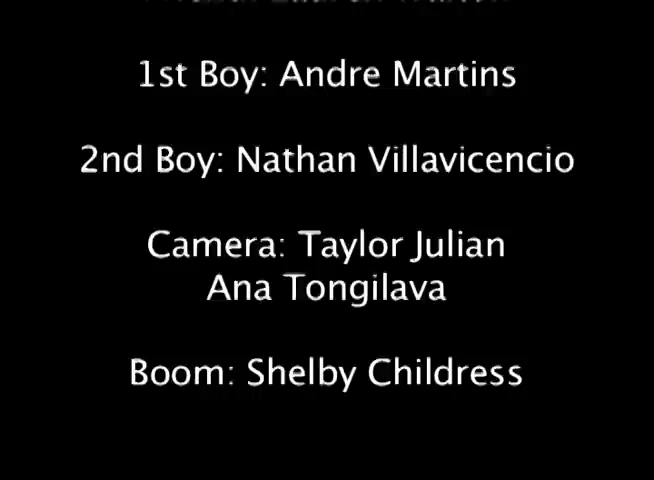 1st Boy: Andre Martins
2nd Boy: Nathan Villavicencio
Camera: Taylor Julian
Ana Tongilava
Boom: Shelby Childress